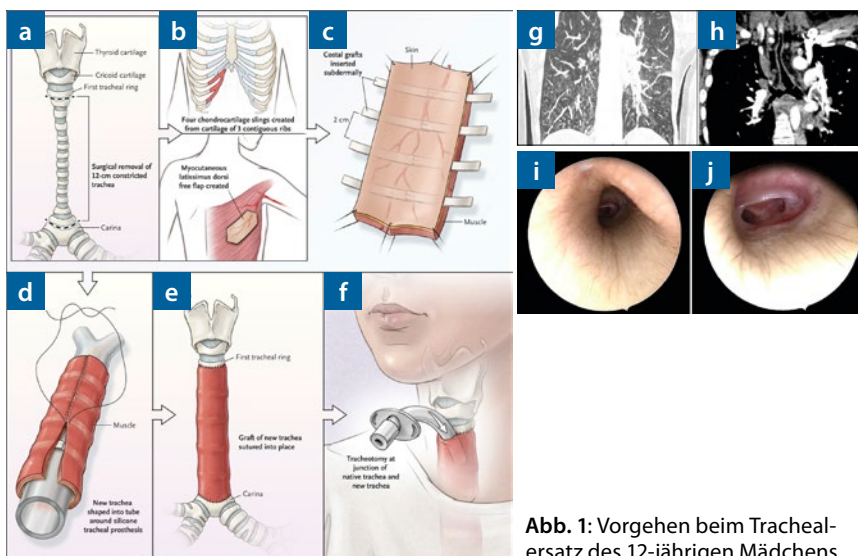 a
Thyroid cartilage
Cricoid cartilage
First tracheal ring
Surgical removal of
12-cm constricted
trachea
Carina
b
Four chondrocartilage slings created
from cartilage of 3 contiguous ribs
Myocutaneous
latissimus dorsi
free flap created
c
Costal grafts
inserted
subdermally
Skin
2 cm
Muscle
g
h
i
j
d
Muscle
New trachea
shaped into tube
around silicone
tracheal prosthesis
e
First tracheal ring
Graft of new trachea
sutured into place
Carina
f
Tracheotomy at
junction of
native trachea and
new trachea
Abb. 1: Vorgehen beim Tracheal-
ersatz des 12-jährigen Mädchens